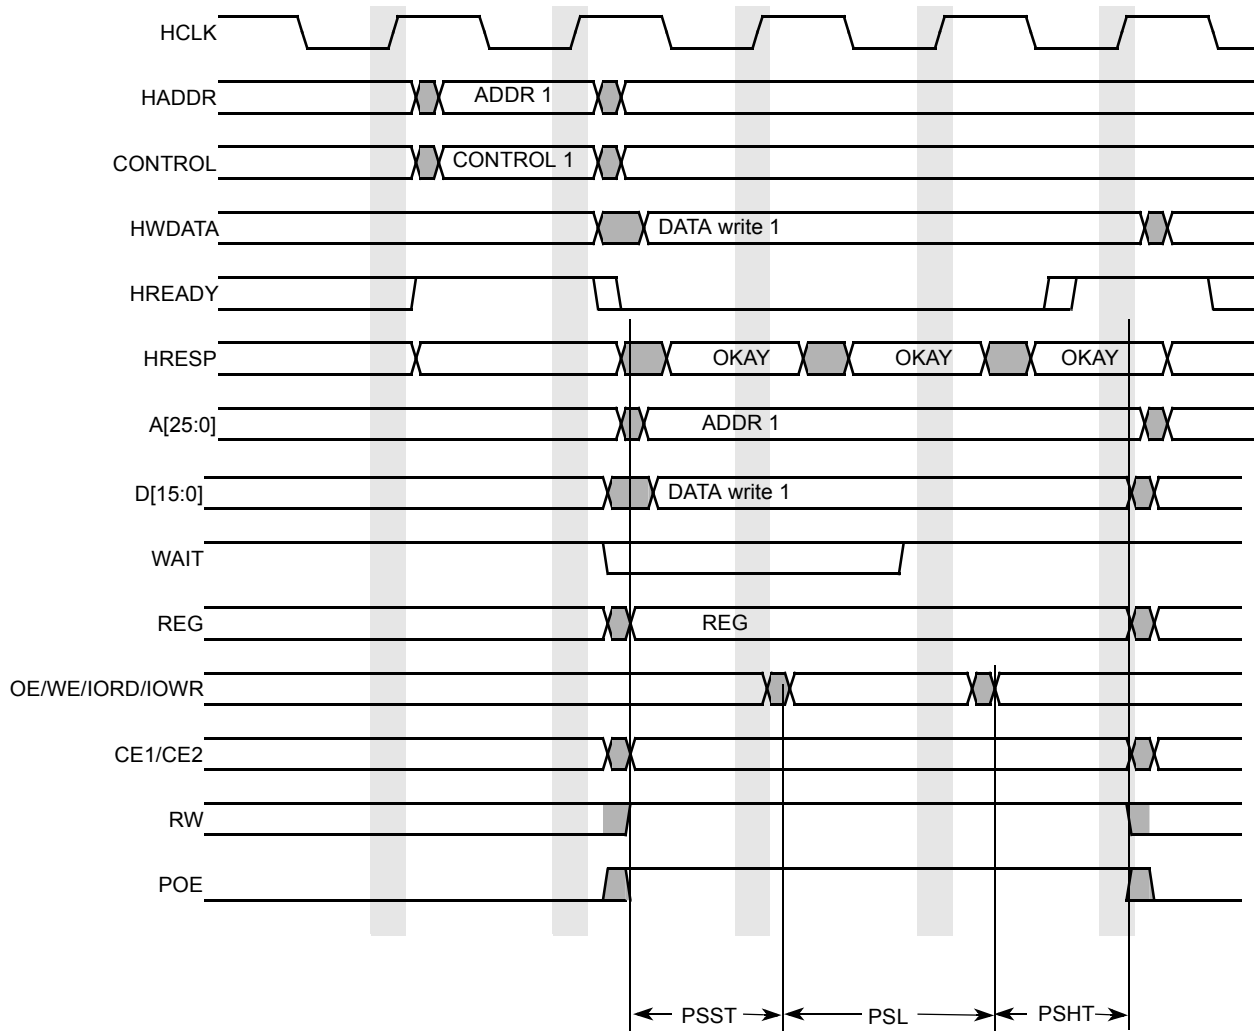 HCLK
HADDR
ADDR 1
CONTROL
CONTROL 1
HWDATA
DATA write 1
HREADY
HRESP
OKAY
OKAY
OKAY
A[25:0]
ADDR 1
D[15:0]
DATA write 1
WAIT
REG
REG
OE/WE/IORD/IOWR
CE1/CE2
RW
POE
PSST
PSL
PSHT